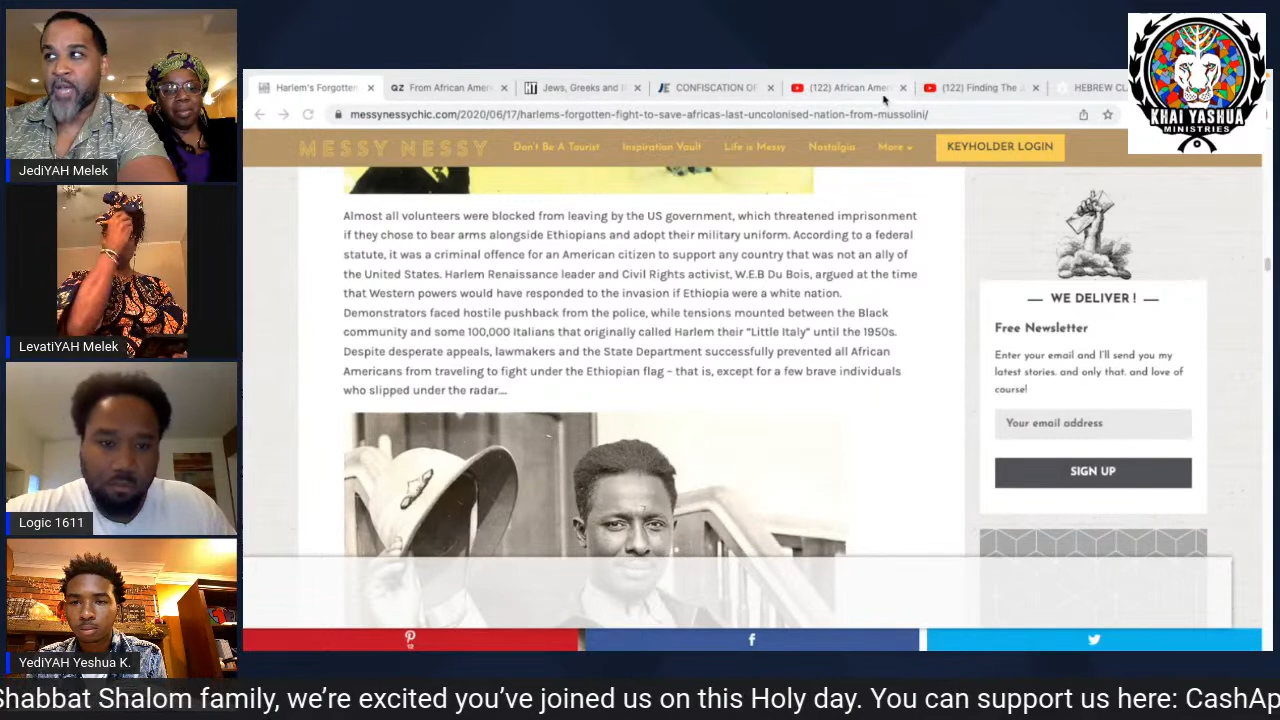 JediYAH Melek
LevatiYAH Melek
Logic 1611
YediYAH Yeshua K.
Harlem's Forgotten
QZ From African Ameri
Jews, Greeks and
CONFISCATION OF
(122) African Amer
(122) Finding The
HEBREW CL
messynessychic.com/2020/06/17/harlems-forgotten-fight-to-save-africas-last-uncolonised-nation-from-mussolini/
MESSY NESSY
Don't Be A Tourist
Inspiration Vault
Life is Messy
Nostalgia
More
KEYHOLDER LOGIN
KHAI YASHUA
MINISTRIES
Almost all volunteers were blocked from leaving by the US government, which threatened imprisonment
if they chose to bear arms alongside Ethiopians and adopt their military uniform. According to a federal
statute, it was a criminal offence for an American citizen to support any country that was not an ally of
the United States. Harlem Renaissance leader and Civil Rights activist, W.E.B Du Bois, argued at the time
that Western powers would have responded to the invasion if Ethiopia were a white nation.
Demonstrators faced hostile pushback from the police, while tensions mounted between the Black
community and some 100,000 Italians that originally called Harlem their “Little Italy” until the 1950s.
Despite desperate appeals, lawmakers and the State Department successfully prevented all African
Americans from traveling to fight under the Ethiopian flag – that is, except for a few brave individuals
who slipped under the radar....
WE DELIVER !
Free Newsletter
Enter your email and I'll send you my
latest stories. and only that. and love of
course!
Your email address
SIGN UP
12
Shabbat Shalom family, we're excited you've joined us on this Holy day. You can support us here: CashAp